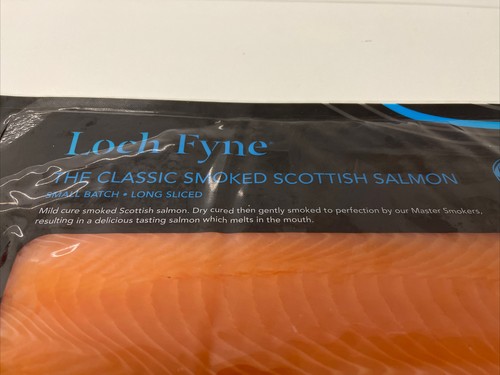 Loch Fyne
THE CLASSIC SMOKED SCOTTISH SALMON
SMALL BATCH • LONG SLICED
Mild cure smoked Scottish salmon. Dry cured then gently smoked to perfection by our Master Smokers,
resulting in a delicious tasting salmon which melts in the mouth.